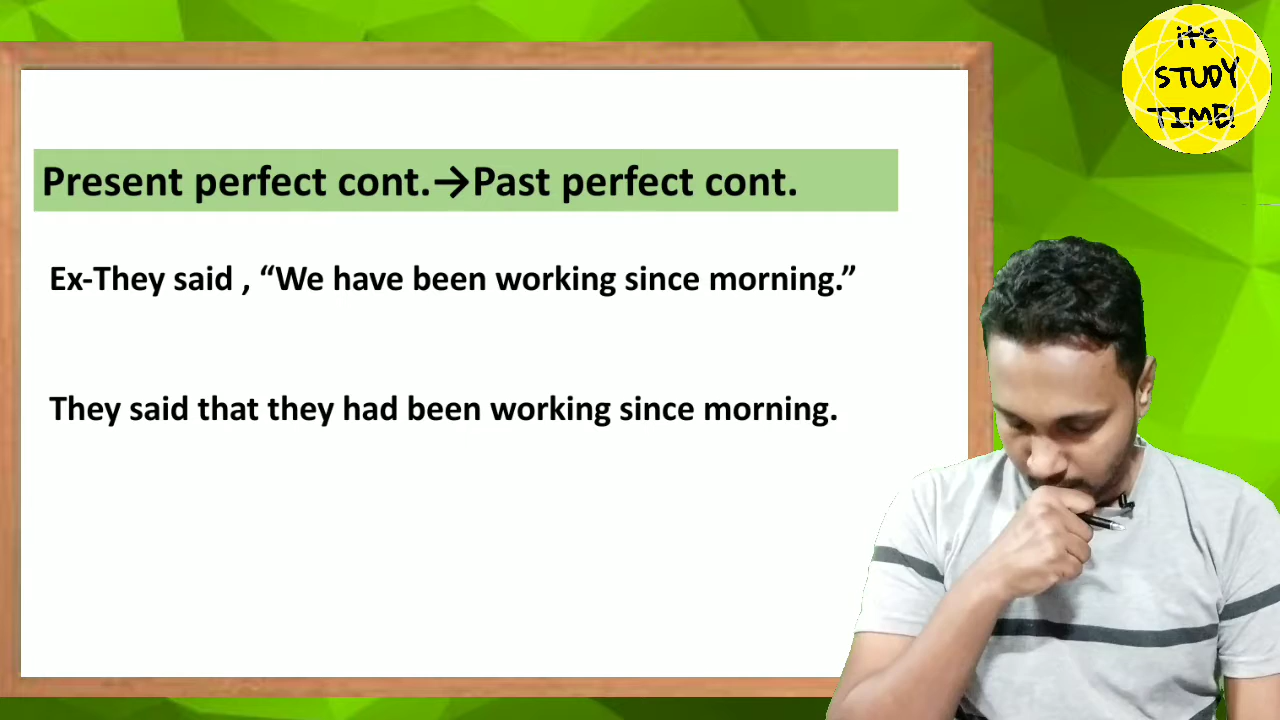 it's
STUDY
TIME!
Present perfect cont.→Past perfect cont.
Ex-They said , “We have been working since morning.”
They said that they had been working since morning.